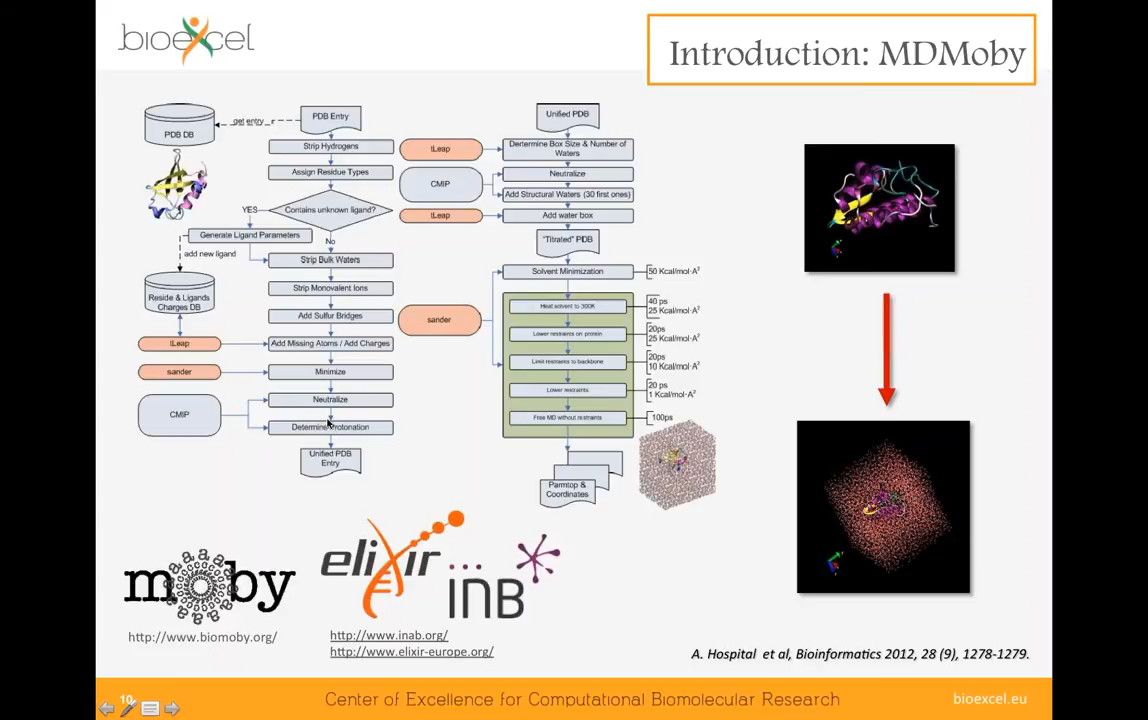 bioexcel
Introduction: MDMoby
PDB DB
get entry
PDB Entry
Strip Hydrogens
Assign Residue Types
Contains unknown ligand?
YES
No
Generate Ligand Parameters
add new ligand
Strip Bulk Waters
Reside & Ligands
Charges DB
Strip Monovalent Ions
Add Sulfur Bridges
tLeap
Add Missing Atoms / Add Charges
sander
Minimize
CMIP
Neutralize
Determine Protonation
Unified PDB
Entry
Unified PDB
tLeap
Dertermine Box Size & Number of
Waters
CMIP
Neutralize
Add Structural Waters (30 first ones)
tLeap
Add water box
"Titrated" PDB
Solvent Minimization
50 Kcal/mol·A²
sander
Heat solvent to 300K
40 ps
25 Kcal/mol·A²
Lower restraints on protein
20ps
25 Kcal/mol·A²
Limit restraints to backbone
20ps
10 Kcal/mol·A²
Lower restraints.
20 ps
1 Kcal/mol·A²
Free MD without restraints
100ps
Parmtop &
Coordinates
moby
http://www.biomoby.org/
elixir
INB
http://www.inab.org/
http://www.elixir-europe.org/
A. Hospital et al, Bioinformatics 2012, 28 (9), 1278-1279.
10
Center of Excellence for Computational Biomolecular Research
bioexcel.eu